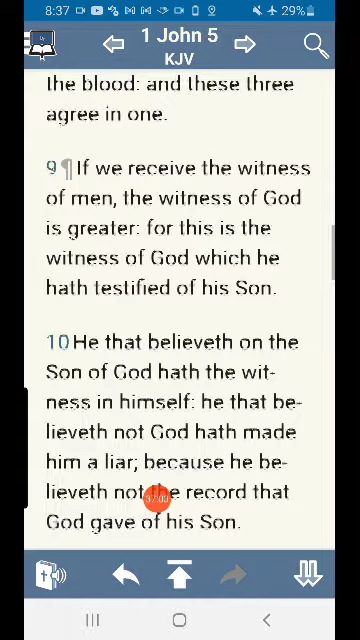 8:37
29%
1 John 5
KJV
the blood: and these three
agree in one.
9 ¶ If we receive the witness
of men, the witness of God
is greater: for this is the
witness of God which he
hath testified of his Son.
10 He that believeth on the
Son of God hath the wit-
ness in himself: he that be-
lieveth not God hath made
him a liar; because he be-
lieveth not the record that
37:03
God gave of his Son.